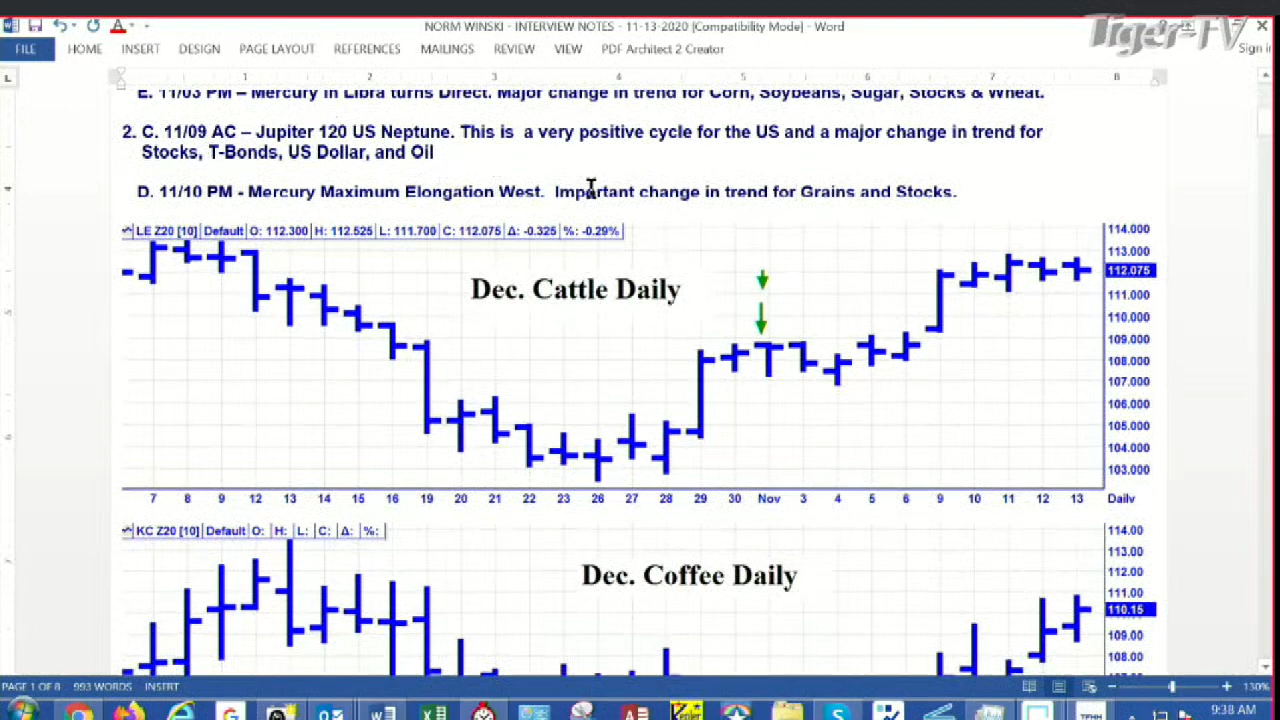 NORM WINSKI - INTERVIEW NOTES - 11-13-2020 [Compatibility Mode] - Word
Tiger-TV
FILE HOME INSERT DESIGN PAGE LAYOUT REFERENCES MAILINGS REVIEW VIEW PDF Architect 2 Creator Sign i
1 2 3 4 5 6 7 8
E. 11/03 PM – Mercury in Libra turns Direct. Major change in trend for Corn, Soybeans, Sugar, Stocks & Wheat.
2. C. 11/09 AC – Jupiter 120 US Neptune. This is a very positive cycle for the US and a major change in trend for
Stocks, T-Bonds, US Dollar, and Oil
D. 11/10 PM - Mercury Maximum Elongation West. Important change in trend for Grains and Stocks.
LE Z20 [10] Default O: 112.300 H: 112.525 L: 111.700 C: 112.075 Δ: -0.325 %: -0.29%
Dec. Cattle Daily
114.000
113.000
112.075
111.000
110.000
109.000
108.000
107.000
106.000
105.000
104.000
103.000
7 8 9 12 13 14 15 16 19 20 21 22 23 26 27 28 29 30 Nov 3 4 5 6 9 10 11 12 13 Daily
KC Z20 [10] Default O: H: L: C: Δ: %:
Dec. Coffee Daily
114.00
113.00
112.00
111.00
110.15
109.00
108.00
PAGE 1 OF 8 993 WORDS INSERT 130%
9:38 AM